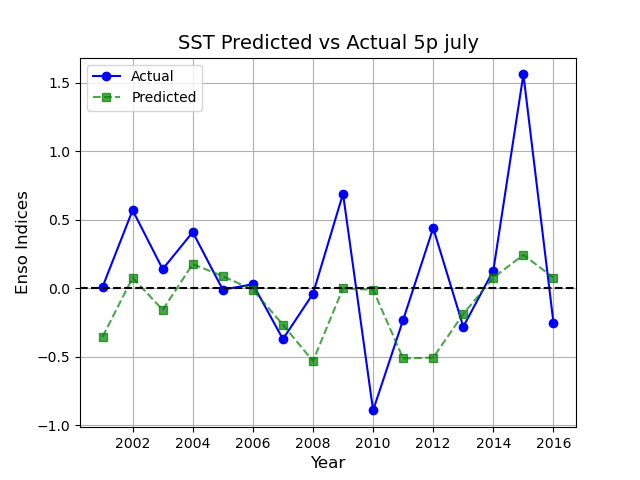 SST Predicted vs Actual 5p july
Actual
Predicted
1.5
1.0
0.5
0.0
−0.5
−1.0
Enso Indices
2002 2004 2006 2008 2010 2012 2014 2016
Year